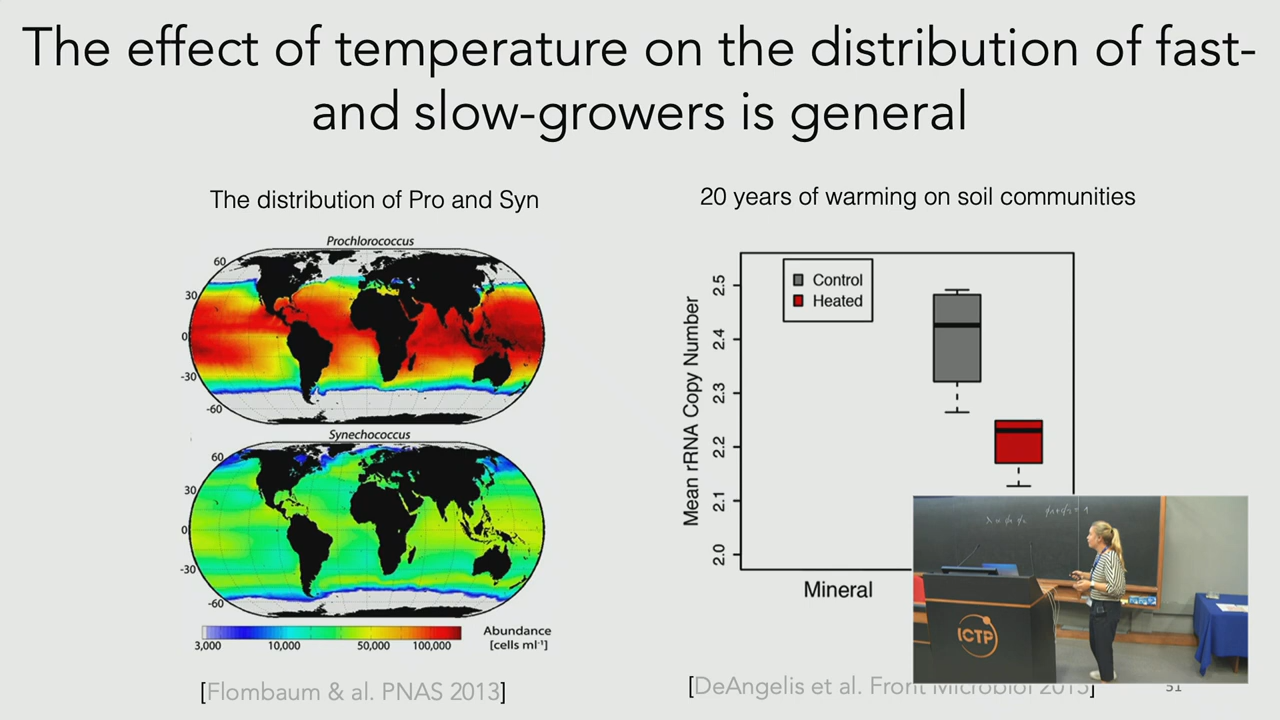 The effect of temperature on the distribution of fast-
and slow-growers is general
The distribution of Pro and Syn
Prochlorococcus
60
30
0
-30
-60
Synechococcus
60
30
0
-30
-60
3,000
10,000
50,000
100,000
Abundance
[cells ml⁻¹]
[Flombaum & al. PNAS 2013]
20 years of warming on soil communities
Control
Heated
Mean rRNA Copy Number
2.5
2.4
2.3
2.2
2.1
2.0
Mineral
ICTP
[DeAngelis et al. Front Microbiol 2015]
51